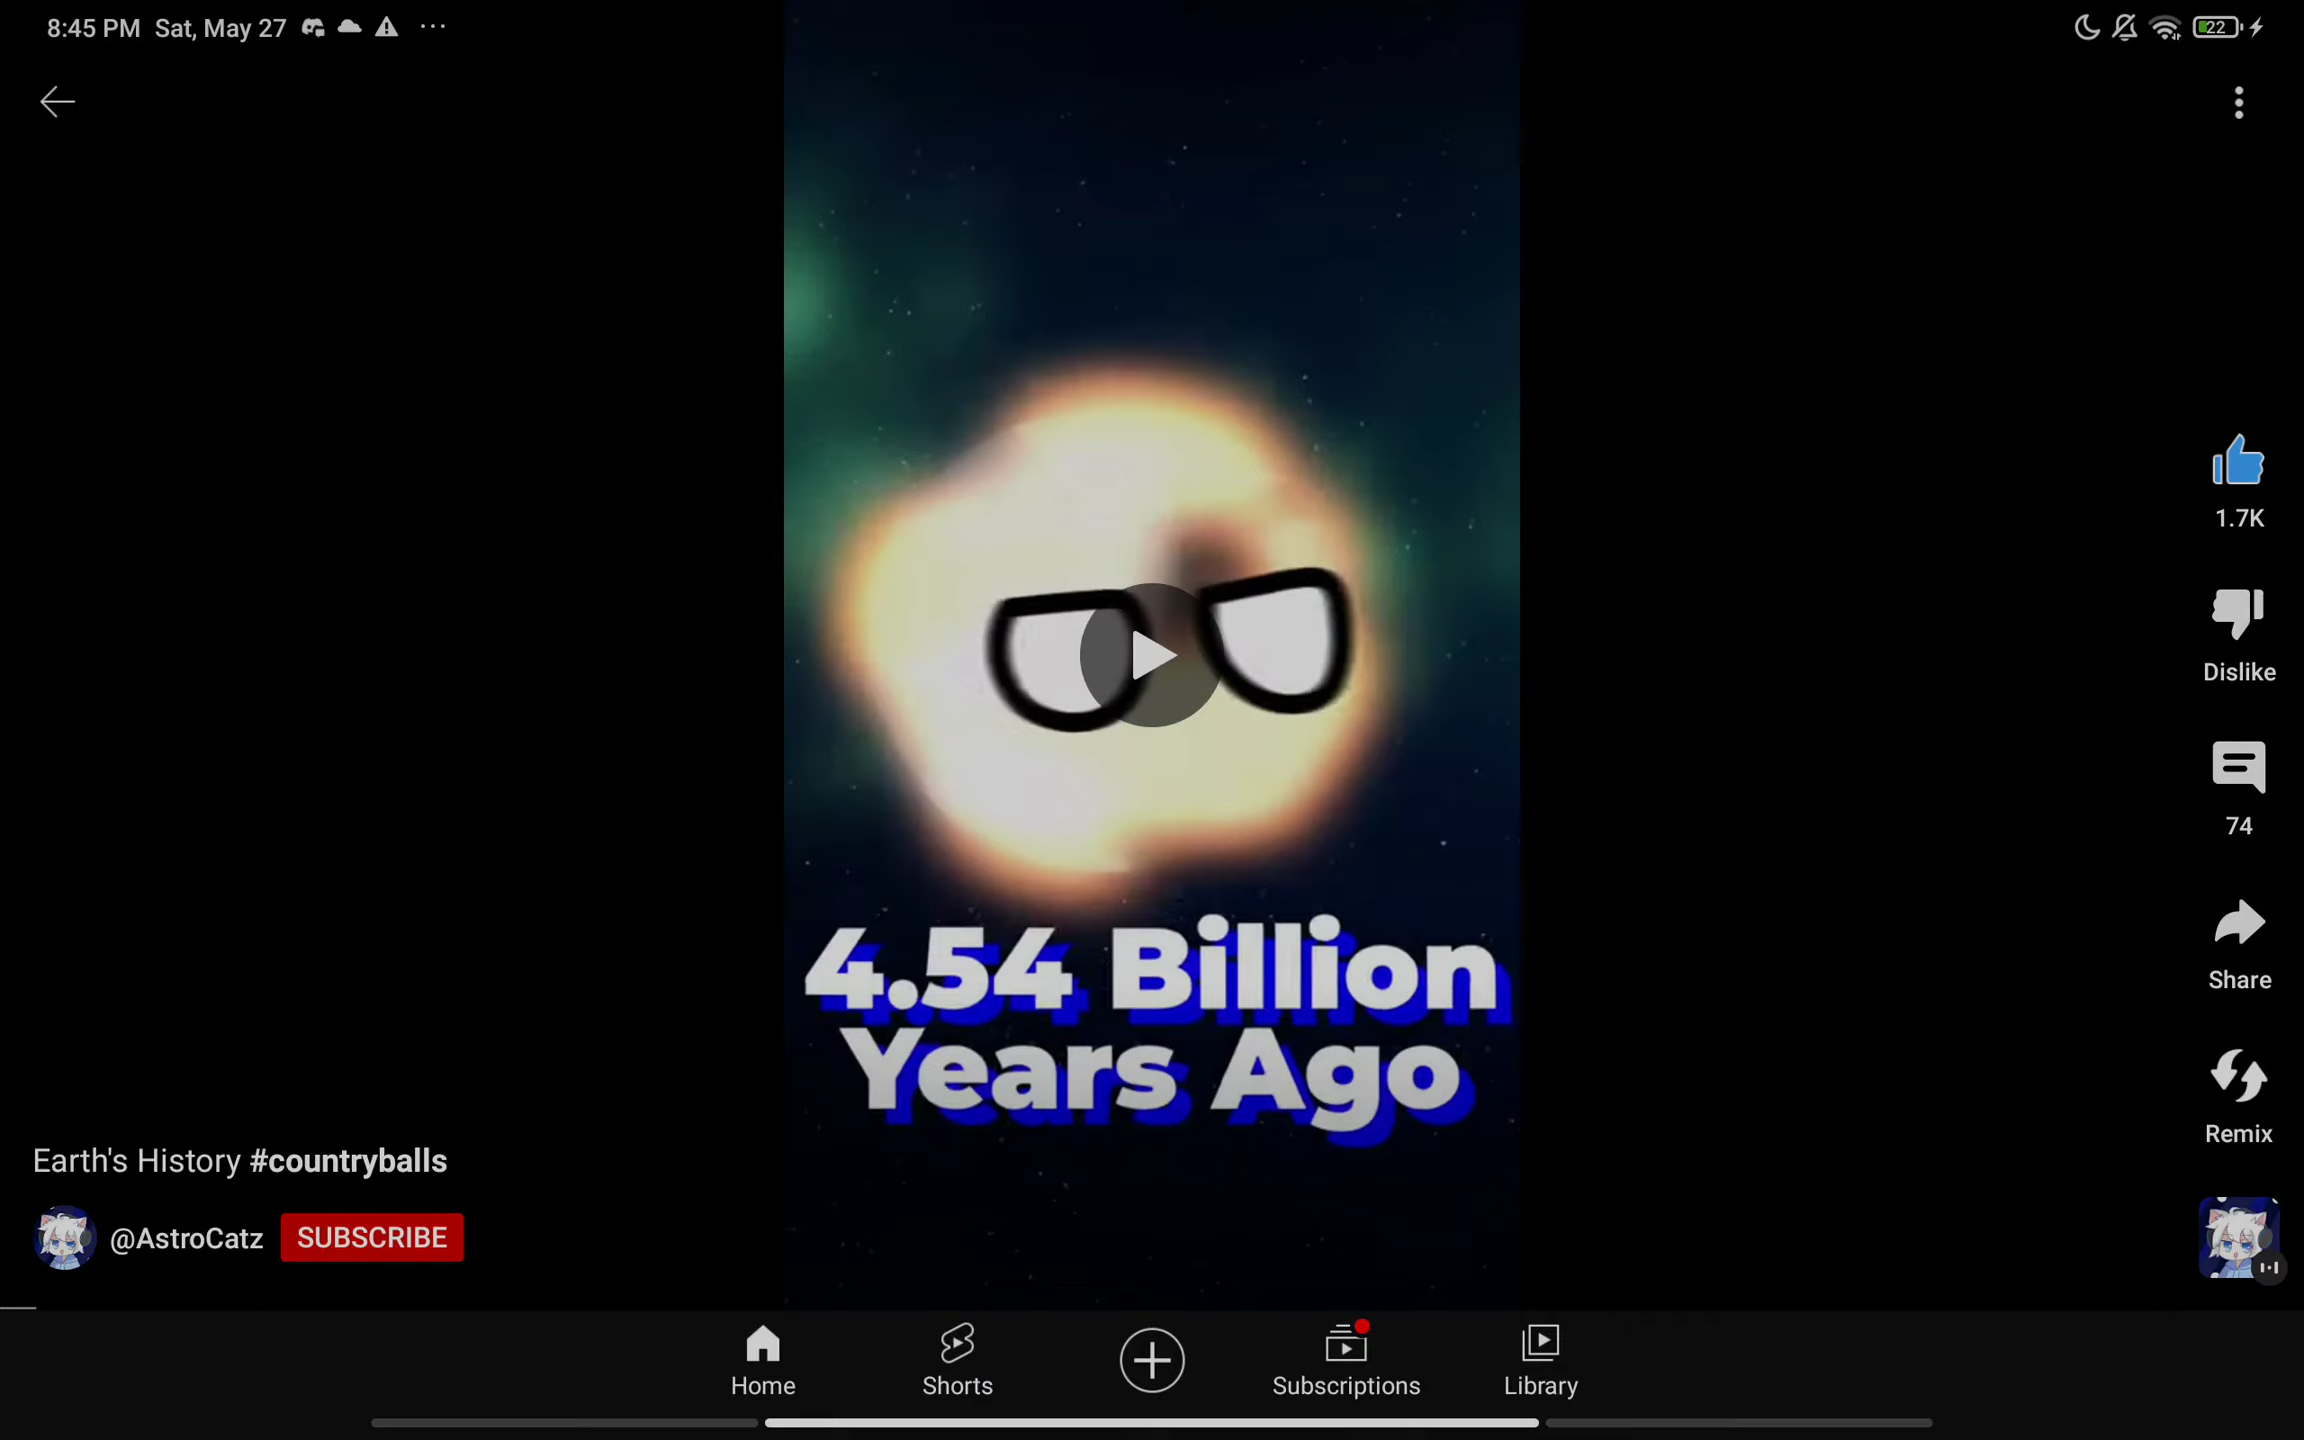 8:45 PM Sat, May 27
22
4.54 Billion
Years Ago
1.7K
Dislike
74
Share
Remix
Earth's History #countryballs
@AstroCatz SUBSCRIBE
Home Shorts Subscriptions Library